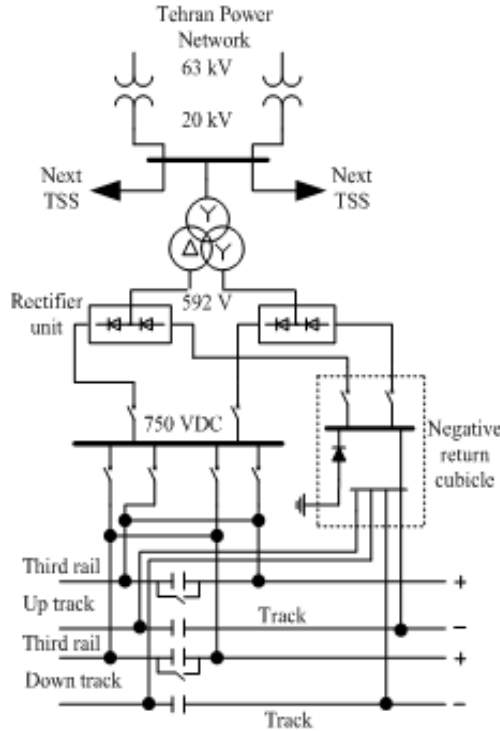 Tehran Power
Network
63 kV
20 kV
Next
TSS
Next
TSS
Y
Δ
Y
Rectifier
unit
592 V
750 VDC
Negative
return
cubicle
Third rail
+
Up track
Track
−
Third rail
+
Down track
−
Track